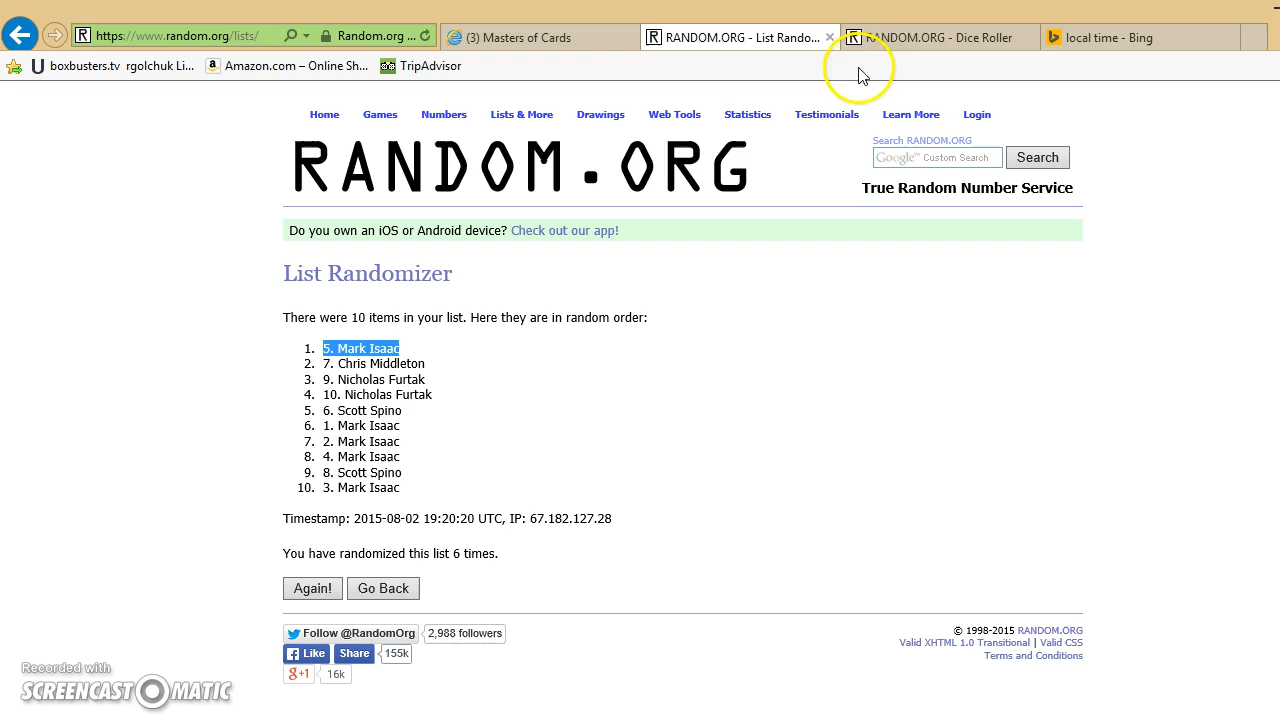 https://www.random.org/lists/
Random.org ...
(3) Masters of Cards
RANDOM.ORG - List Rando...
RANDOM.ORG - Dice Roller
local time - Bing
boxbusters.tv
rgolchuk Li...
Amazon.com – Online Sh...
TripAdvisor
Home
Games
Numbers
Lists & More
Drawings
Web Tools
Statistics
Testimonials
Learn More
Login
RANDOM.ORG
Search RANDOM.ORG
Google™ Custom Search
Search
True Random Number Service
Do you own an iOS or Android device? Check out our app!
List Randomizer
There were 10 items in your list. Here they are in random order:
1. 5. Mark Isaac
2. 7. Chris Middleton
3. 9. Nicholas Furtak
4. 10. Nicholas Furtak
5. 6. Scott Spino
6. 1. Mark Isaac
7. 2. Mark Isaac
8. 4. Mark Isaac
9. 8. Scott Spino
10. 3. Mark Isaac
Timestamp: 2015-08-02 19:20:20 UTC, IP: 67.182.127.28
You have randomized this list 6 times.
Again!
Go Back
Follow @RandomOrg
2,988 followers
Like
Share
155k
g+1
16k
© 1998-2015 RANDOM.ORG
Valid XHTML 1.0 Transitional | Valid CSS
Terms and Conditions
Recorded with
SCREENCAST-O-MATIC